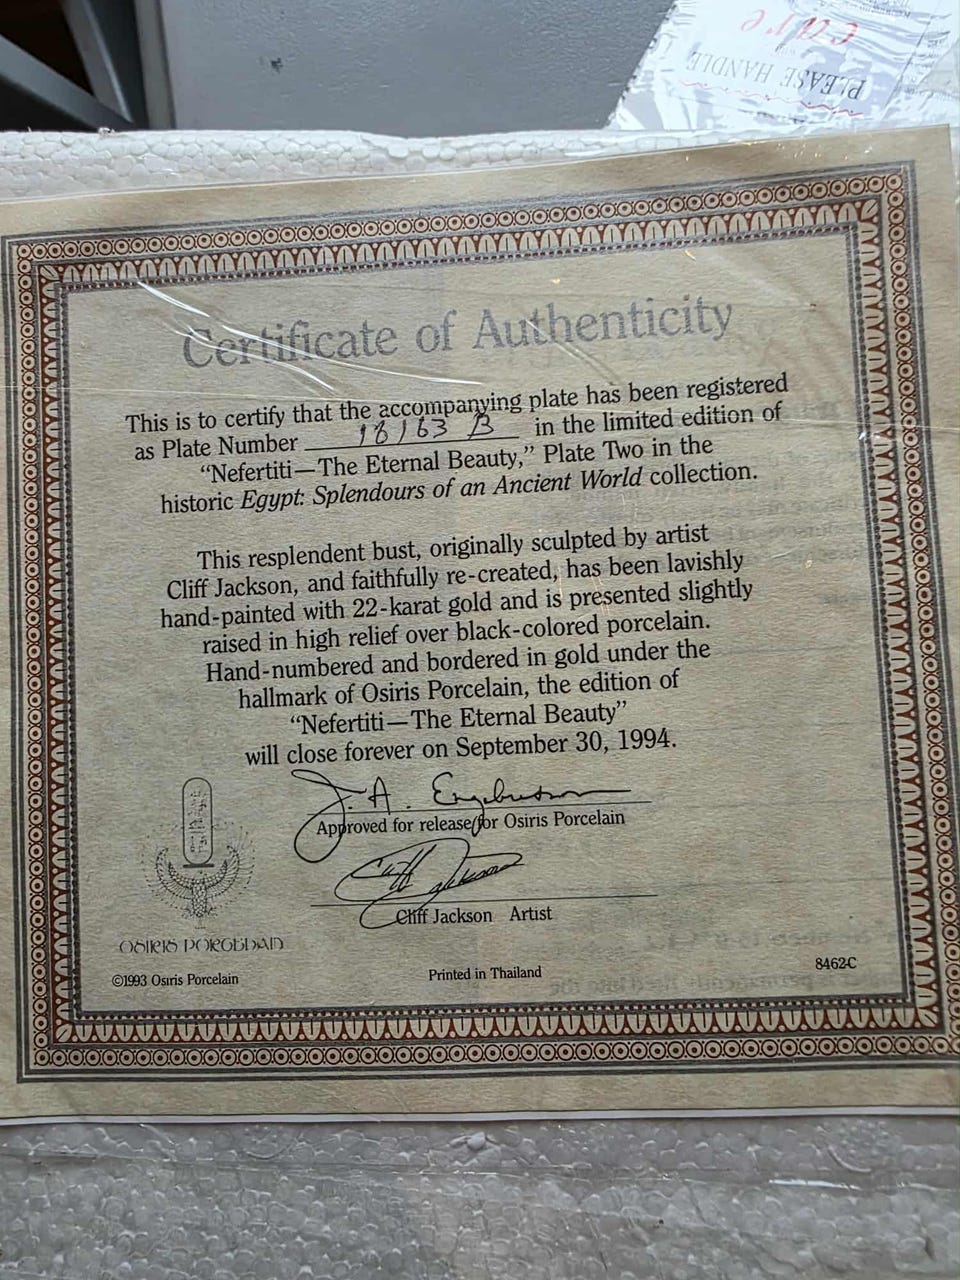 care
PLEASE HANDLE
Certificate of Authenticity
This is to certify that the accompanying plate has been registered
as Plate Number 18163 B in the limited edition of
“Nefertiti—The Eternal Beauty,” Plate Two in the
historic Egypt: Splendours of an Ancient World collection.
This resplendent bust, originally sculpted by artist
Cliff Jackson, and faithfully re-created, has been lavishly
hand-painted with 22-karat gold and is presented slightly
raised in high relief over black-colored porcelain.
Hand-numbered and bordered in gold under the
hallmark of Osiris Porcelain, the edition of
“Nefertiti—The Eternal Beauty”
will close forever on September 30, 1994.
J. A.
Approved for release for Osiris Porcelain
Cliff Jackson
Cliff Jackson Artist
OSIRIS PORCELAIN
©1993 Osiris Porcelain
Printed in Thailand
8462-C